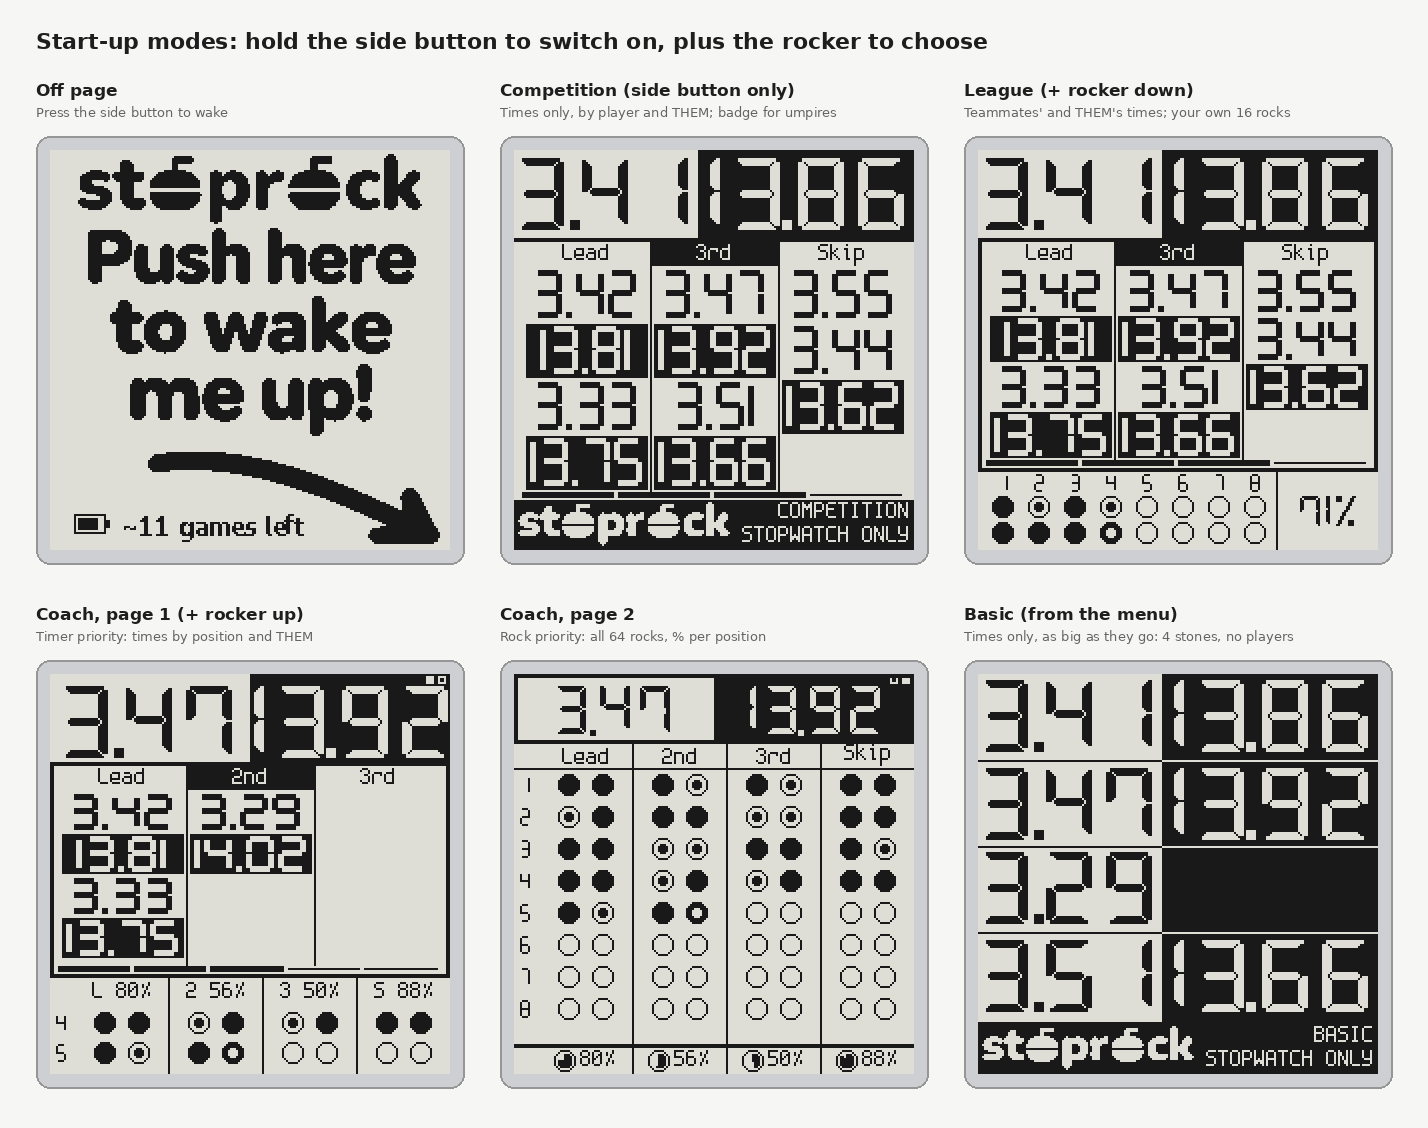 Start-up modes: hold the side button to switch on, plus the rocker to choose
Off page
Press the side button to wake
stoprock
Push here
to wake
me up!
~11 games left
Competition (side button only)
Times only, by player and THEM; badge for umpires
3.41 13.86
Lead 3rd Skip
3.42 3.47 3.55
13.81 13.92 3.44
3.33 3.51 13.62
13.75 13.66
stoprock
COMPETITION
STOPWATCH ONLY
League (+ rocker down)
Teammates' and THEM's times; your own 16 rocks
3.41 13.86
Lead 3rd Skip
3.42 3.47 3.55
13.81 13.92 3.44
3.33 3.51 13.62
13.75 13.66
1 2 3 4 5 6 7 8
71%
Coach, page 1 (+ rocker up)
Timer priority: times by position and THEM
3.47 13.92
Lead 2nd 3rd
3.42 3.29
13.81 14.02
3.33
13.75
L 80% 2 56% 3 50% S 88%
4
5
Coach, page 2
Rock priority: all 64 rocks, % per position
3.47 13.92
Lead 2nd 3rd Skip
1
2
3
4
5
6
7
8
80% 56% 50% 88%
Basic (from the menu)
Times only, as big as they go: 4 stones, no players
3.41 13.86
3.47 13.92
3.29
3.51 13.66
stoprock
BASIC
STOPWATCH ONLY